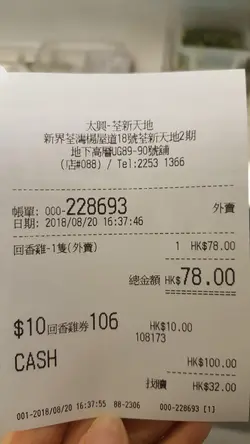 太興-荃新天地
新界荃灣楊屋道18號荃新天地2期
地下高層UG89-90號舖
(店#088) / Tel:2253 1366
帳單: 000-228693 外賣
日期: 2018/08/20 16:37:46
回香雞-1隻(外賣) 1 HK$78.00
總金額 HK$78.00
$10回香雞券106 HK$10.00
108173
CASH HK$100.00
找贖 HK$32.00
001-2018/08/20 16:37:55 88-2306 000-228693 [1]